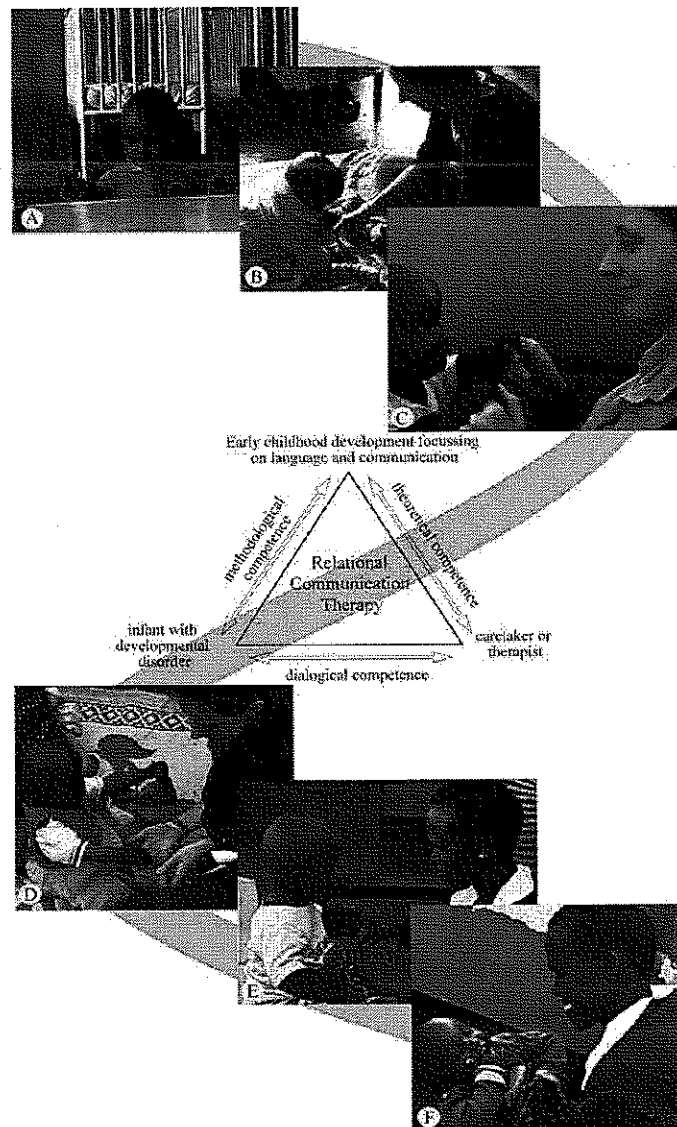 A
B
C
Early childhood development focussing
on language and communication
methodological
competence
theoretical competence
Relational
Communication
Therapy
infant with
developmental
disorder
caretaker or
therapist
dialogical competence
D
E
F